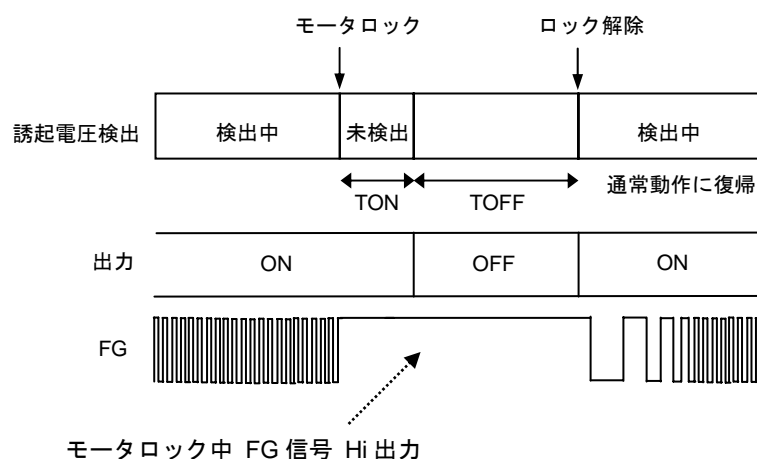 モータロック ロック解除
誘起電圧検出 検出中 未検出 検出中
TON TOFF 通常動作に復帰
出力 ON OFF ON
FG
モータロック中 FG 信号 Hi 出力